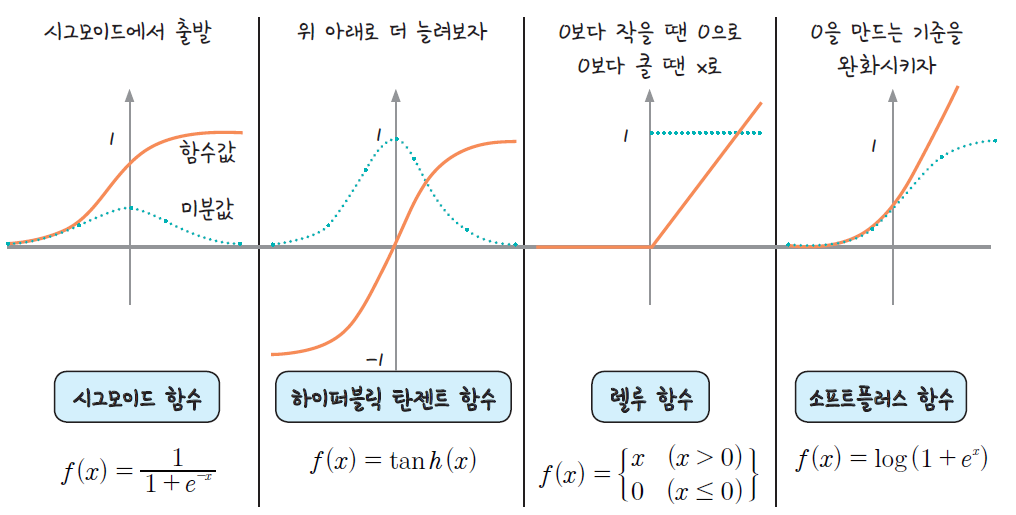 시그모이드에서 출발
1
함수값
미분값
시그모이드 함수
f(x) = 1/(1+e^{-x})
위 아래로 더 늘려보자
1
-1
하이퍼블릭 탄젠트 함수
f(x) = tan h(x)
0보다 작을 땐 0으로
0보다 클 땐 x로
1
렐루 함수
f(x) = { x (x > 0)
0 (x ≤ 0) }
0을 만드는 기준을
완화시키자
1
소프트플러스 함수
f(x) = log(1+e^x)